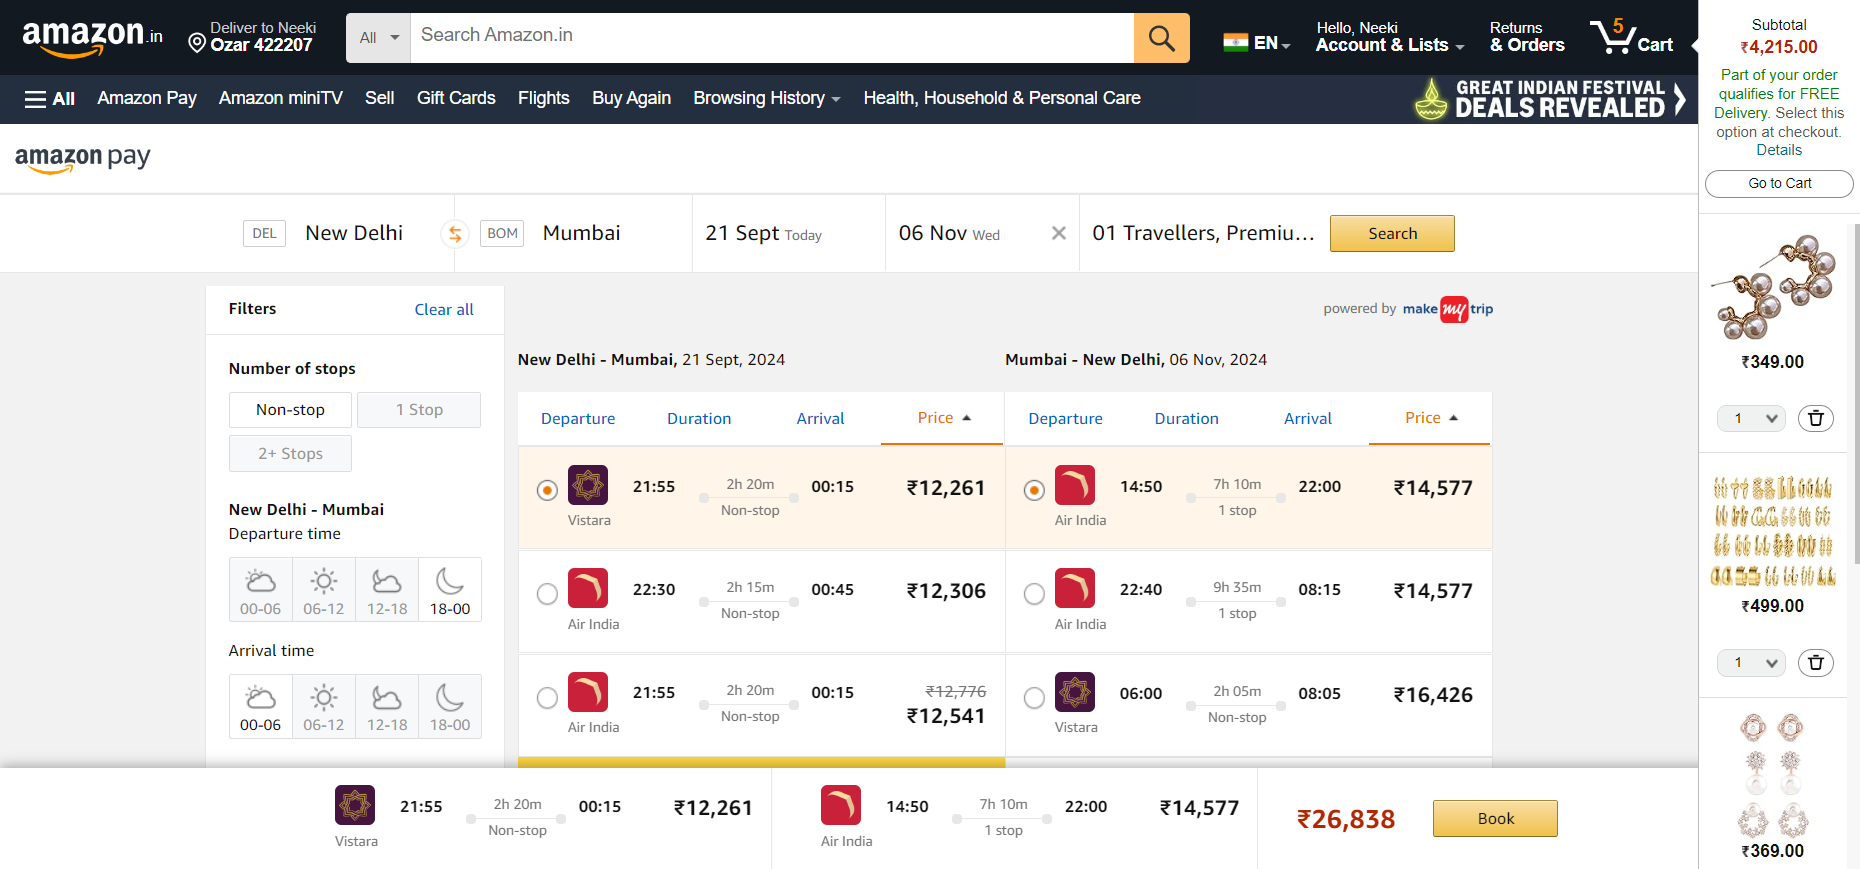 amazon.in
Deliver to Neeki
Ozar 422207
All
Search Amazon.in
EN
Hello, Neeki
Account & Lists
Returns
& Orders
5
Cart
All
Amazon Pay
Amazon miniTV
Sell
Gift Cards
Flights
Buy Again
Browsing History
Health, Household & Personal Care
GREAT INDIAN FESTIVAL
DEALS REVEALED
Subtotal
₹4,215.00
Part of your order
qualifies for FREE
Delivery. Select this
option at checkout.
Details
Go to Cart
amazon pay
DEL New Delhi
BOM Mumbai
21 Sept Today
06 Nov Wed
01 Travellers, Premiu...
Search
Filters
Clear all
Number of stops
Non-stop
1 Stop
2+ Stops
New Delhi - Mumbai
Departure time
00-06
06-12
12-18
18-00
Arrival time
00-06
06-12
12-18
18-00
powered by make my trip
New Delhi - Mumbai, 21 Sept, 2024
Departure
Duration
Arrival
Price
Vistara
21:55
2h 20m
Non-stop
00:15
₹12,261
Air India
22:30
2h 15m
Non-stop
00:45
₹12,306
Air India
21:55
2h 20m
Non-stop
00:15
₹12,776
₹12,541
Mumbai - New Delhi, 06 Nov, 2024
Departure
Duration
Arrival
Price
Air India
14:50
7h 10m
1 stop
22:00
₹14,577
Air India
22:40
9h 35m
1 stop
08:15
₹14,577
Vistara
06:00
2h 05m
Non-stop
08:05
₹16,426
₹349.00
1
₹499.00
1
₹369.00
Vistara
21:55
2h 20m
Non-stop
00:15
₹12,261
Air India
14:50
7h 10m
1 stop
22:00
₹14,577
₹26,838
Book